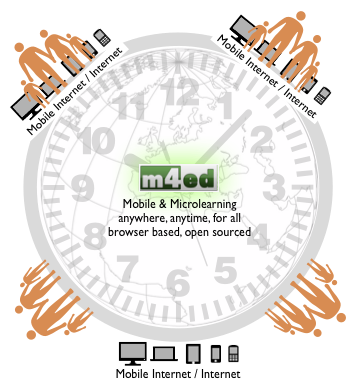 Mobile Internet / Internet
Mobile Internet / Internet
12
1
2
3
4
5
6
7
8
9
10
11
m4ed
Mobile & Microlearning
anywhere, anytime, for all
browser based, open sourced
Mobile Internet / Internet